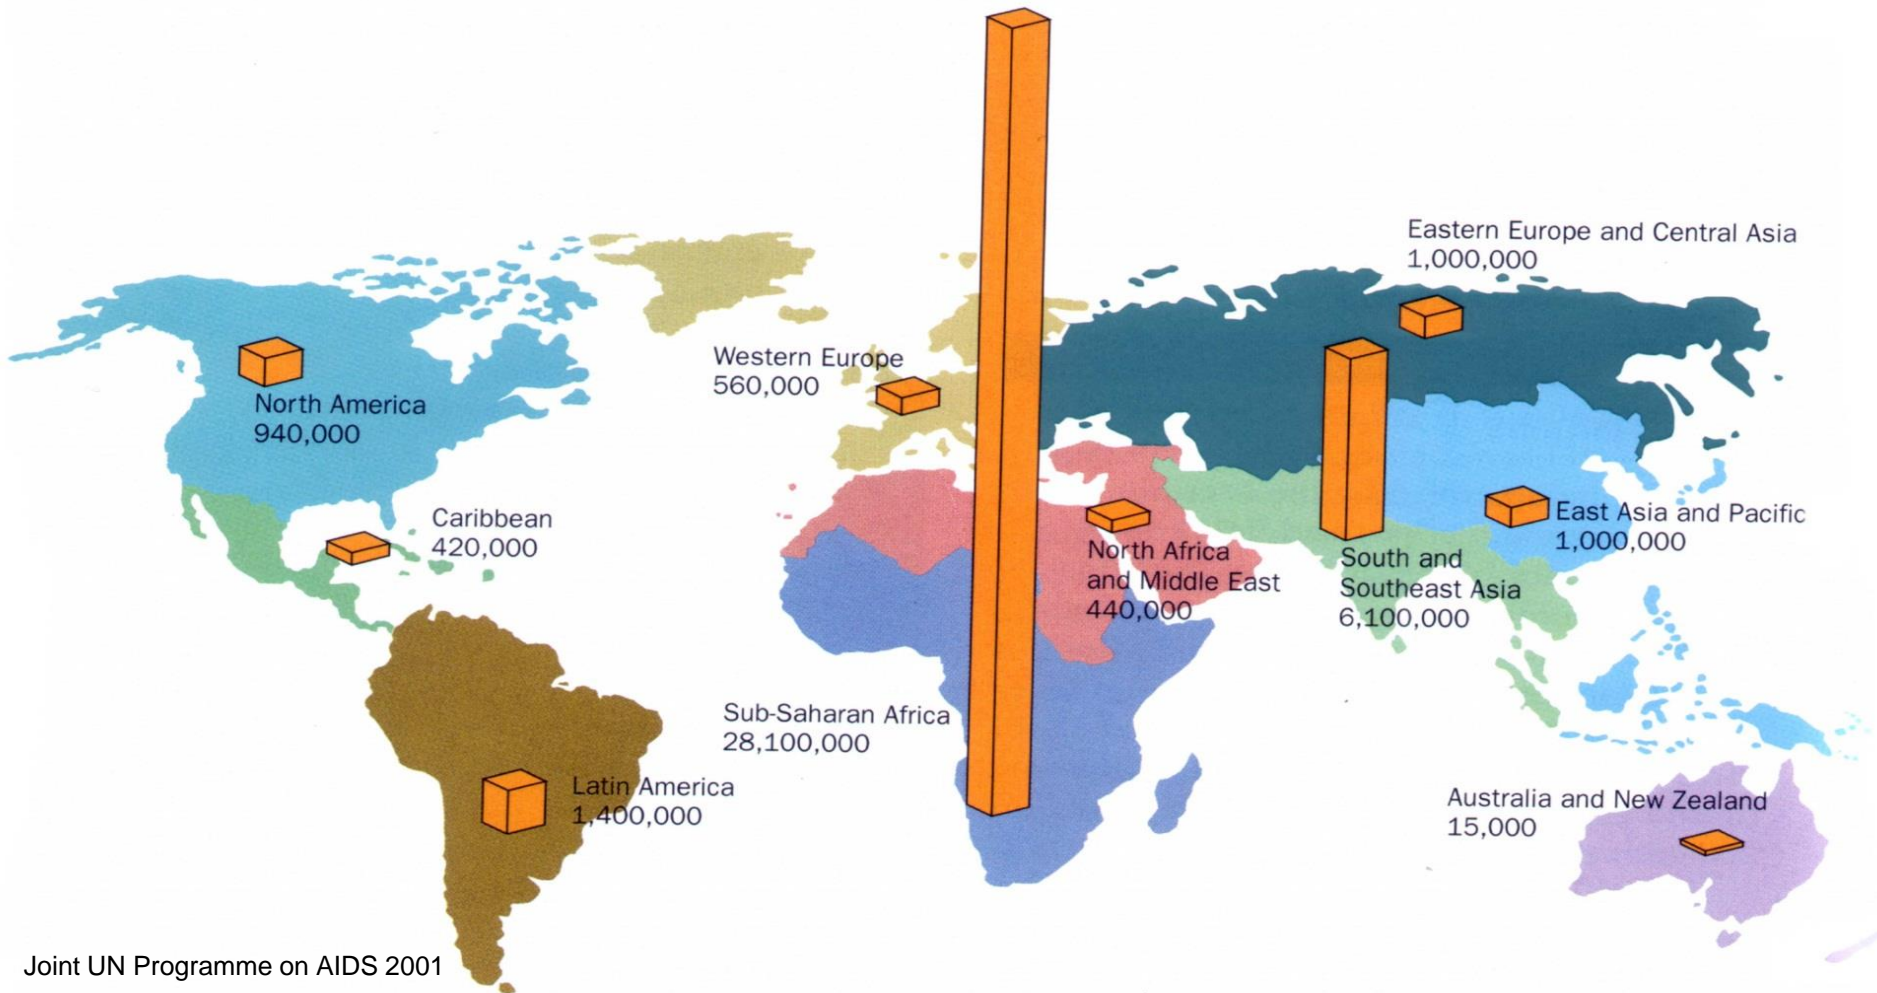 Eastern Europe and Central Asia
1,000,000
Western Europe
560,000
North America
940,000
Caribbean
420,000
East Asia and Pacific
1,000,000
North Africa
and Middle East
440,000
South and
Southeast Asia
6,100,000
Sub-Saharan Africa
28,100,000
Latin America
1,400,000
Australia and New Zealand
15,000
Joint UN Programme on AIDS 2001